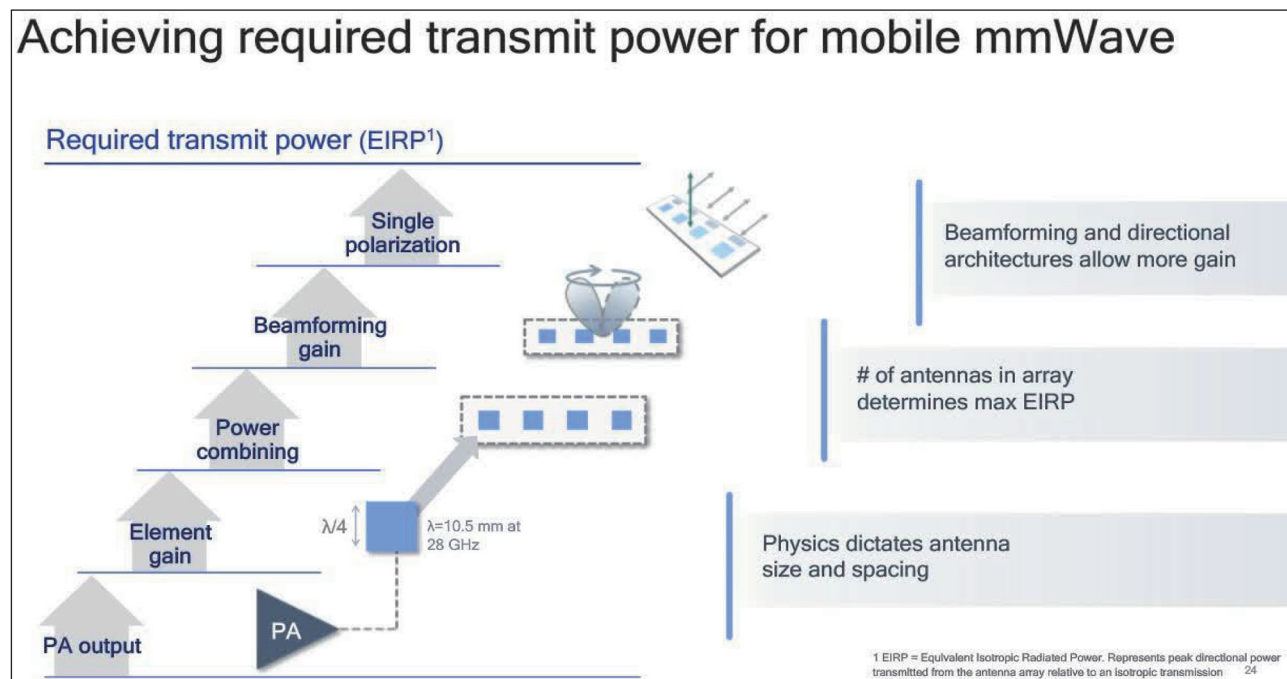 Achieving required transmit power for mobile mmWave
Required transmit power (EIRP¹)
Single
polarization
Beamforming
gain
Power
combining
Element
gain
PA output
λ/4
λ=10.5 mm at
28 GHz
PA
Beamforming and directional
architectures allow more gain
# of antennas in array
determines max EIRP
Physics dictates antenna
size and spacing
1 EIRP = Equivalent Isotropic Radiated Power. Represents peak directional power
transmitted from the antenna array relative to an isotropic transmission
24